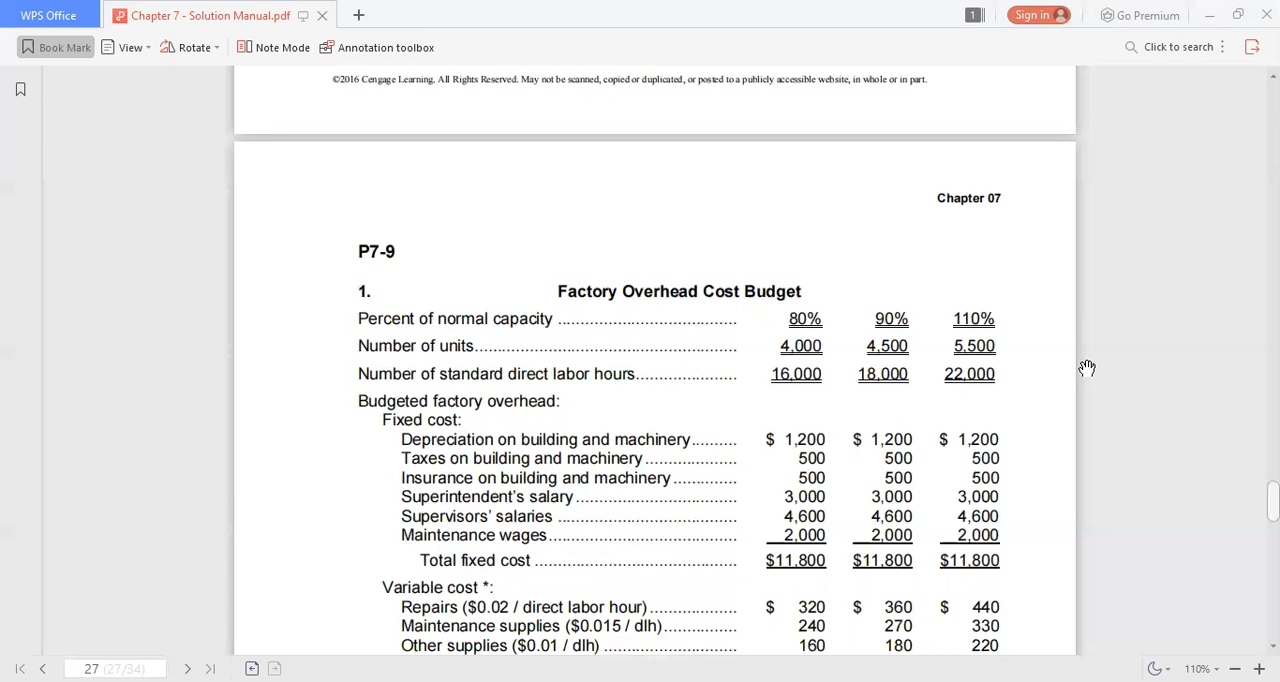 WPS Office Chapter 7 - Solution Manual.pdf 1 Sign in Go Premium
Book Mark View Rotate Note Mode Annotation toolbox Click to search
©2016 Cengage Learning. All Rights Reserved. May not be scanned, copied or duplicated, or posted to a publicly accessible website, in whole or in part.
Chapter 07
P7-9
1. Factory Overhead Cost Budget
Percent of normal capacity ........................................ 80% 90% 110%
Number of units.......................................................... 4,000 4,500 5,500
Number of standard direct labor hours....................... 16,000 18,000 22,000
Budgeted factory overhead:
Fixed cost:
Depreciation on building and machinery.......... $ 1,200 $ 1,200 $ 1,200
Taxes on building and machinery .................... 500 500 500
Insurance on building and machinery .............. 500 500 500
Superintendent's salary .................................... 3,000 3,000 3,000
Supervisors' salaries ........................................ 4,600 4,600 4,600
Maintenance wages.......................................... 2,000 2,000 2,000
Total fixed cost ............................................. $11,800 $11,800 $11,800
Variable cost *:
Repairs ($0.02 / direct labor hour) ................... $ 320 $ 360 $ 440
Maintenance supplies ($0.015 / dlh)................ 240 270 330
Other supplies ($0.01 / dlh) ............................. 160 180 220
27 (27/34) 110%